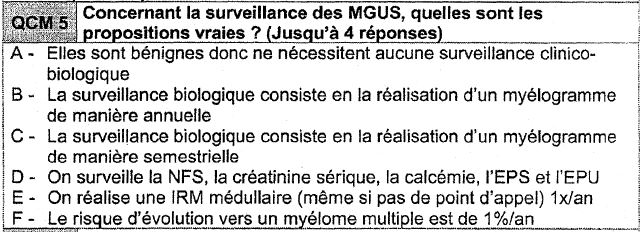 QCM 5 Concernant la surveillance des MGUS, quelles sont les
propositions vraies ? (Jusqu'à 4 réponses)
A - Elles sont bénignes donc ne nécessitent aucune surveillance clinico-
biologique
B - La surveillance biologique consiste en la réalisation d'un myélogramme
de manière annuelle
C - La surveillance biologique consiste en la réalisation d'un myélogramme
de manière semestrielle
D - On surveille la NFS, la créatinine sérique, la calcémie, l'EPS et l'EPU
E - On réalise une IRM médullaire (même si pas de point d'appel) 1x/an
F - Le risque d'évolution vers un myélome multiple est de 1%/an